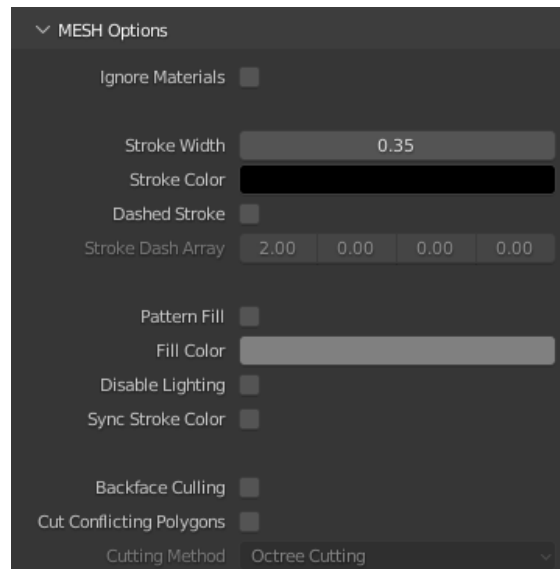 MESH Options
Ignore Materials
Stroke Width 0.35
Stroke Color
Dashed Stroke
Stroke Dash Array 2.00 0.00 0.00 0.00
Pattern Fill
Fill Color
Disable Lighting
Sync Stroke Color
Backface Culling
Cut Conflicting Polygons
Cutting Method Octree Cutting